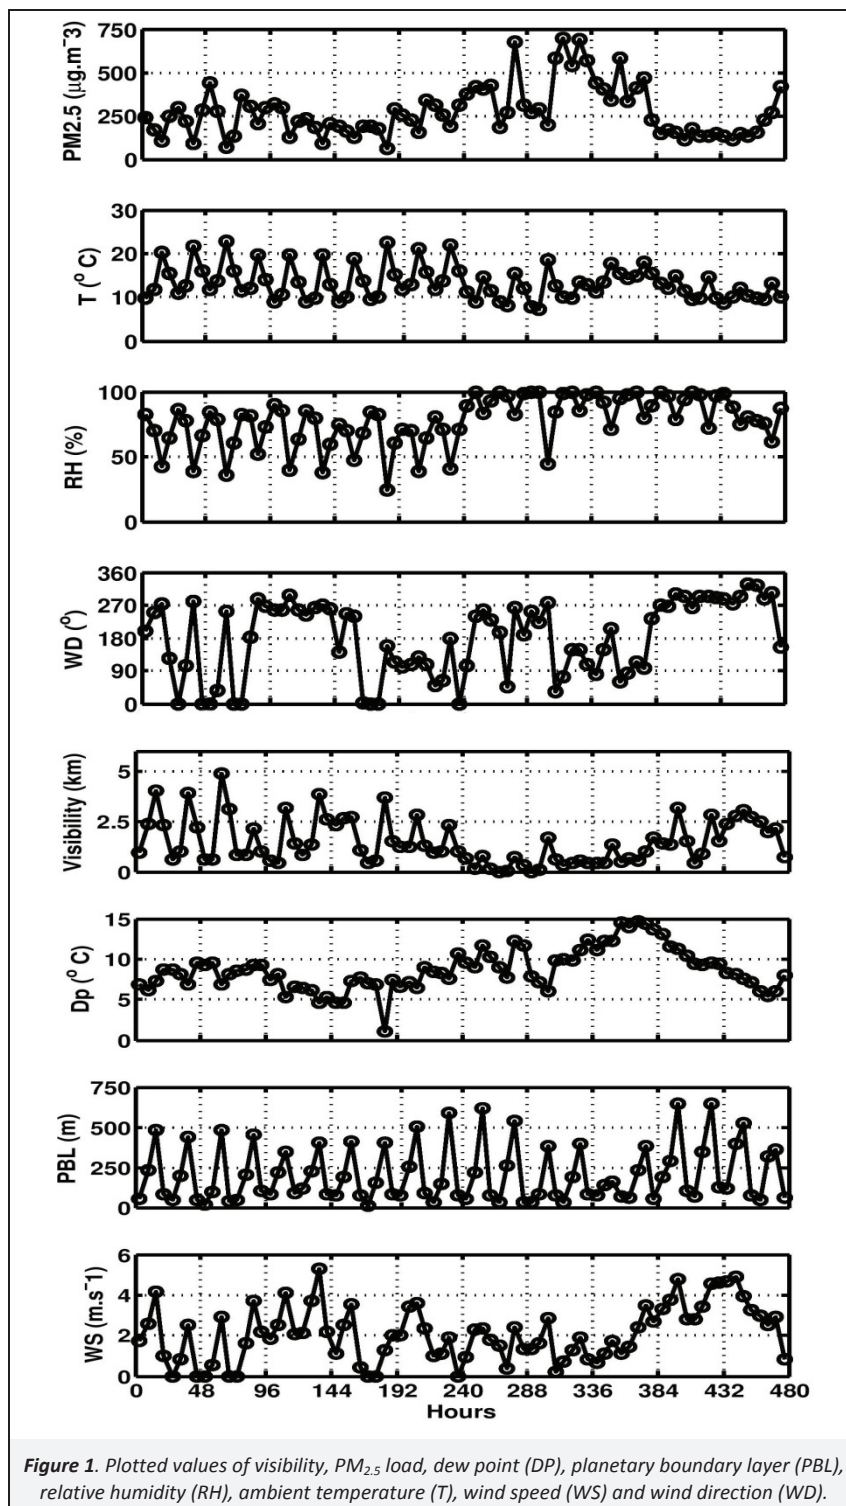 750
500
250
0
PM2.5 (µg.m⁻3)
30
20
10
0
T (⁰ C)
100
50
0
RH (%)
360
270
180
90
0
WD (⁰)
5
2.5
0
Visibility (km)
15
10
5
0
Dp (⁰ C)
750
500
250
0
PBL (m)
6
4
2
0
WS (m.s⁻1)
0 48 96 144 192 240 288 336 384 432 480
Hours
Figure 1. Plotted values of visibility, PM₂.₅ load, dew point (DP), planetary boundary layer (PBL),
relative humidity (RH), ambient temperature (T), wind speed (WS) and wind direction (WD).